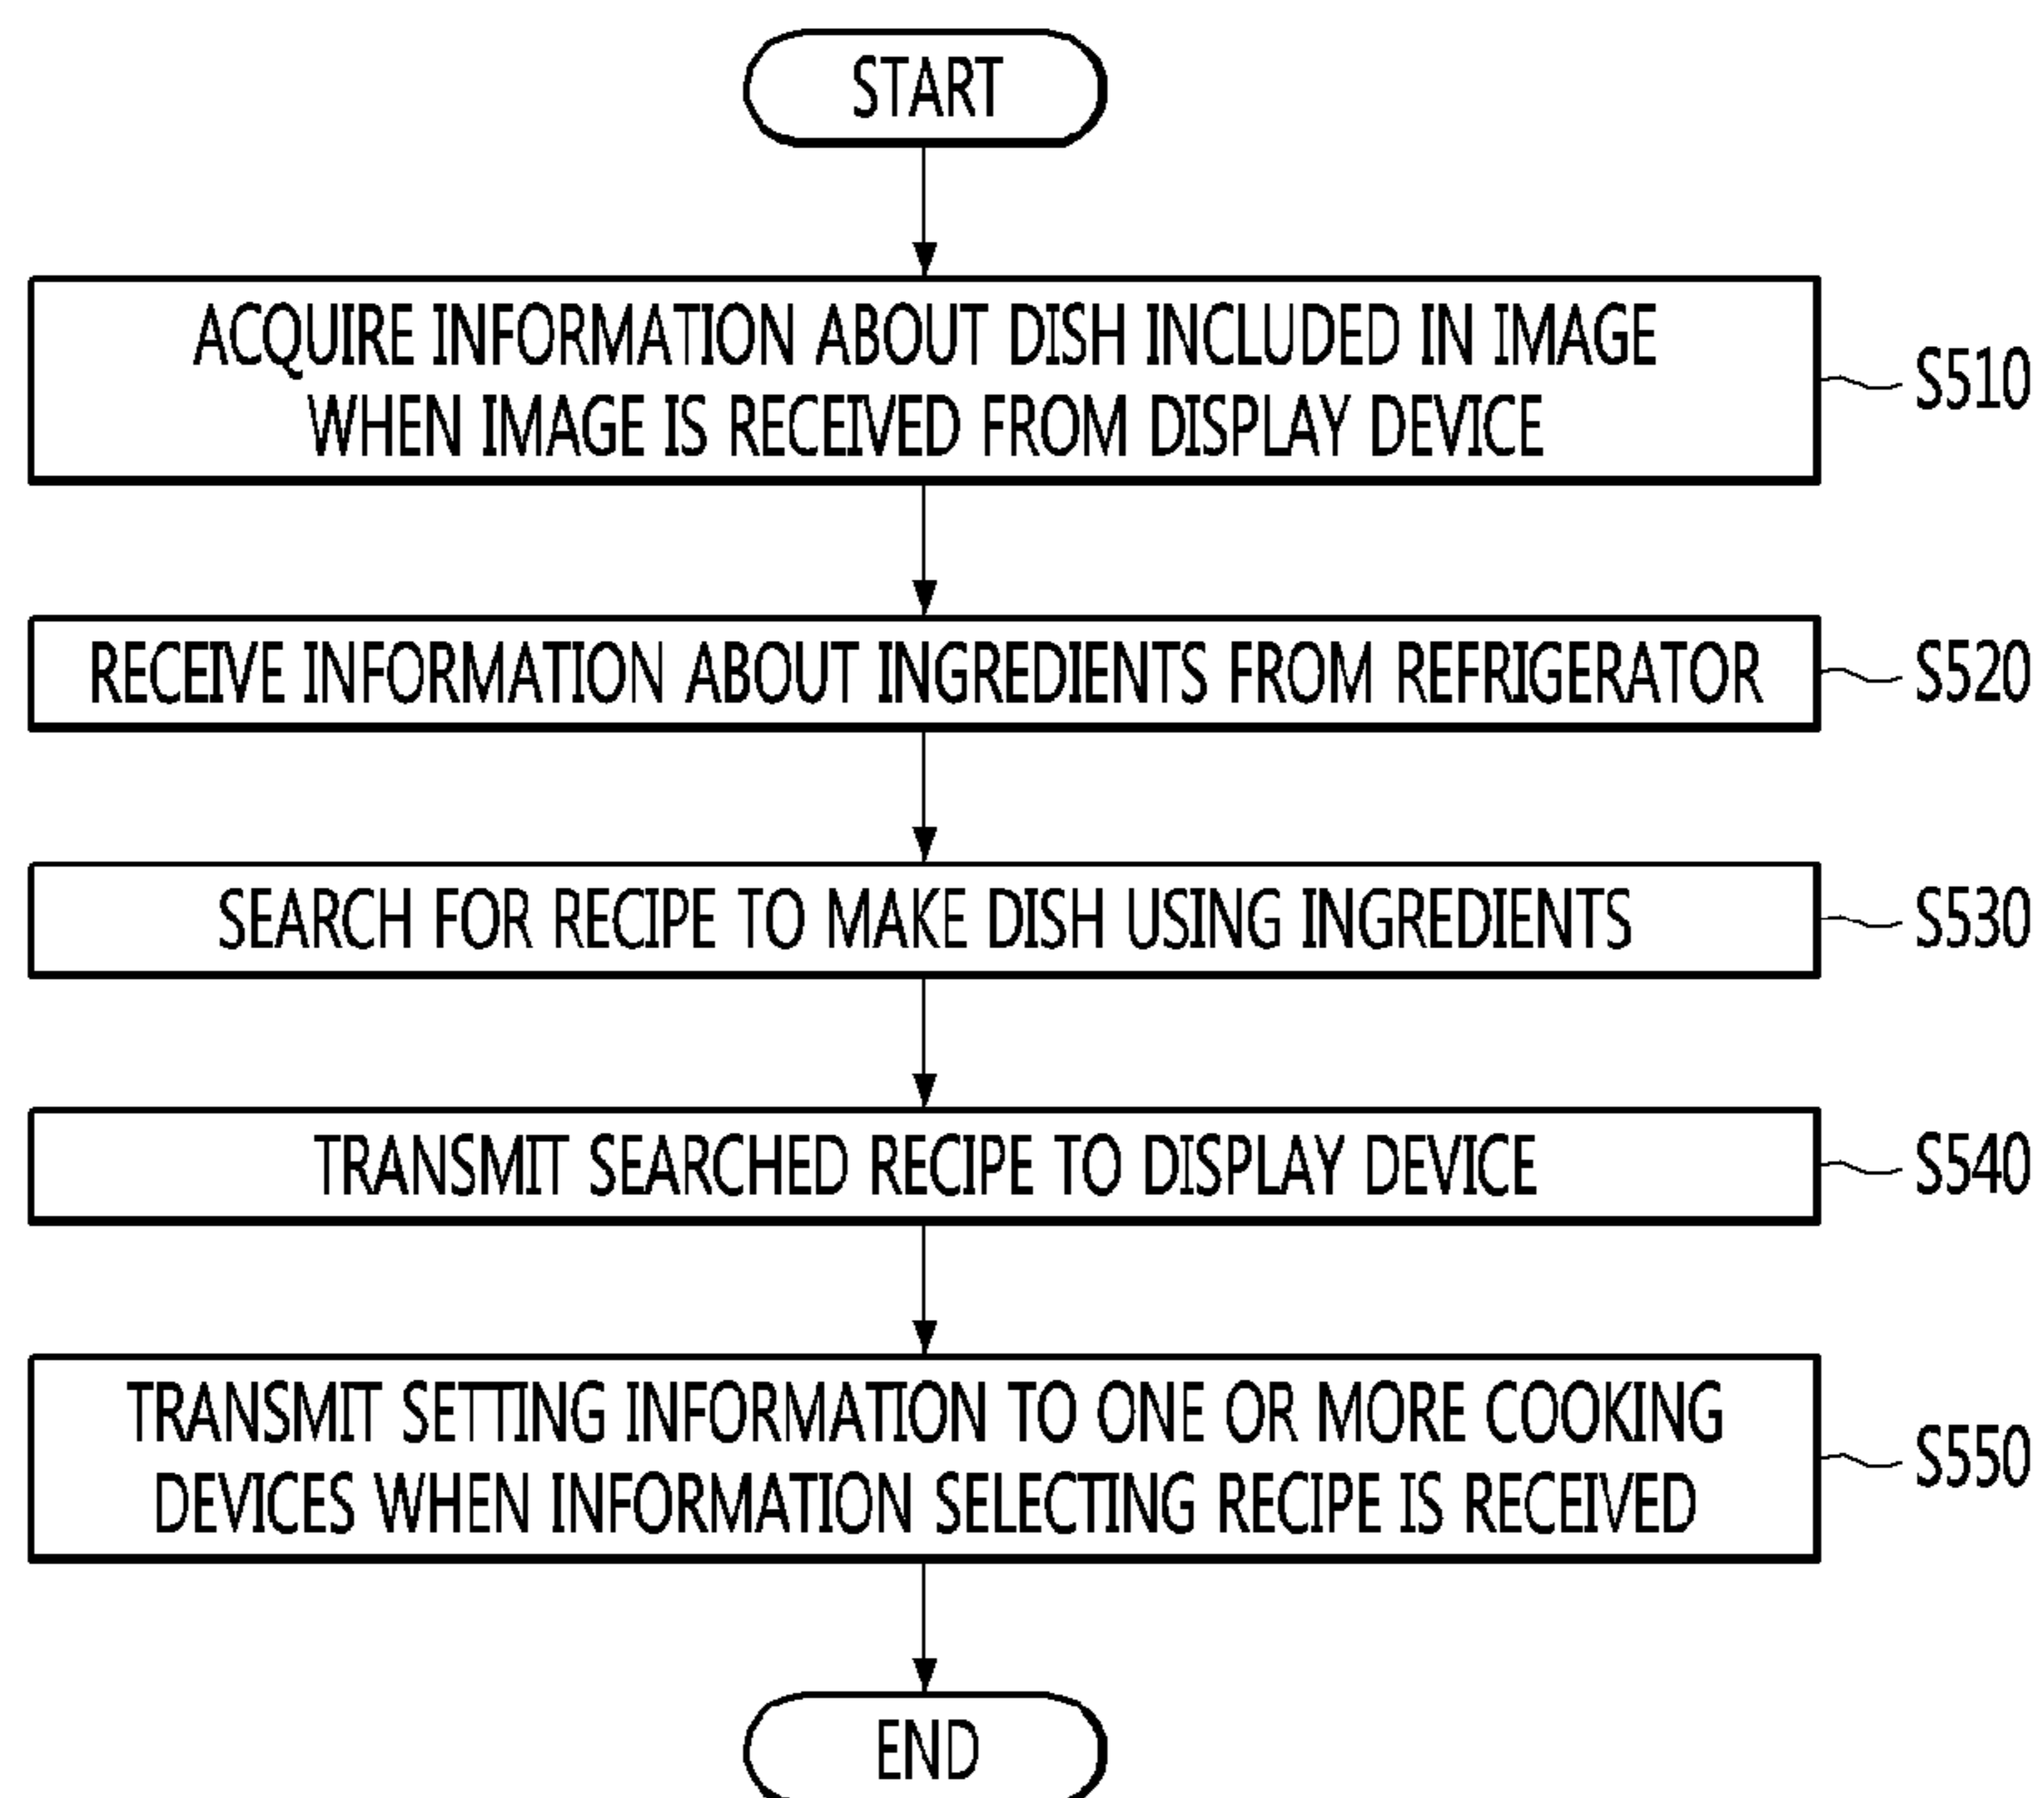 START
ACQUIRE INFORMATION ABOUT DISH INCLUDED IN IMAGE
WHEN IMAGE IS RECEIVED FROM DISPLAY DEVICE
S510
RECEIVE INFORMATION ABOUT INGREDIENTS FROM REFRIGERATOR
S520
SEARCH FOR RECIPE TO MAKE DISH USING INGREDIENTS
S530
TRANSMIT SEARCHED RECIPE TO DISPLAY DEVICE
S540
TRANSMIT SETTING INFORMATION TO ONE OR MORE COOKING
DEVICES WHEN INFORMATION SELECTING RECIPE IS RECEIVED
S550
END